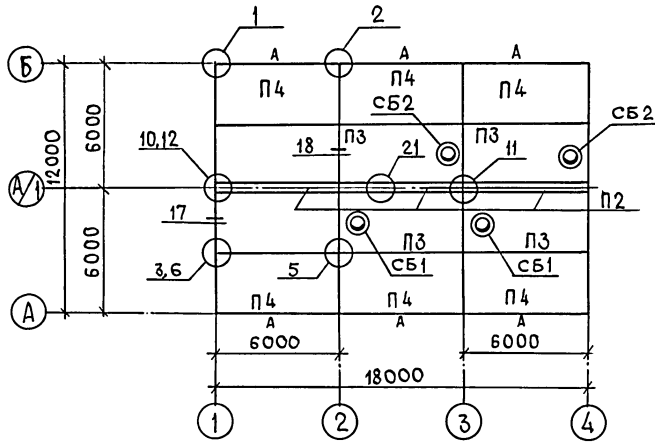 1 2
Б А А А
П4 П4 П4
СБ2 СБ2
6000
12000
10,12 18 П3 П3 21 11
А/1
П2
17
6000
П3 П3
3,6 5 СБ1 СБ1
П4 П4 П4
А А А А
6000 6000
18000
1 2 3 4